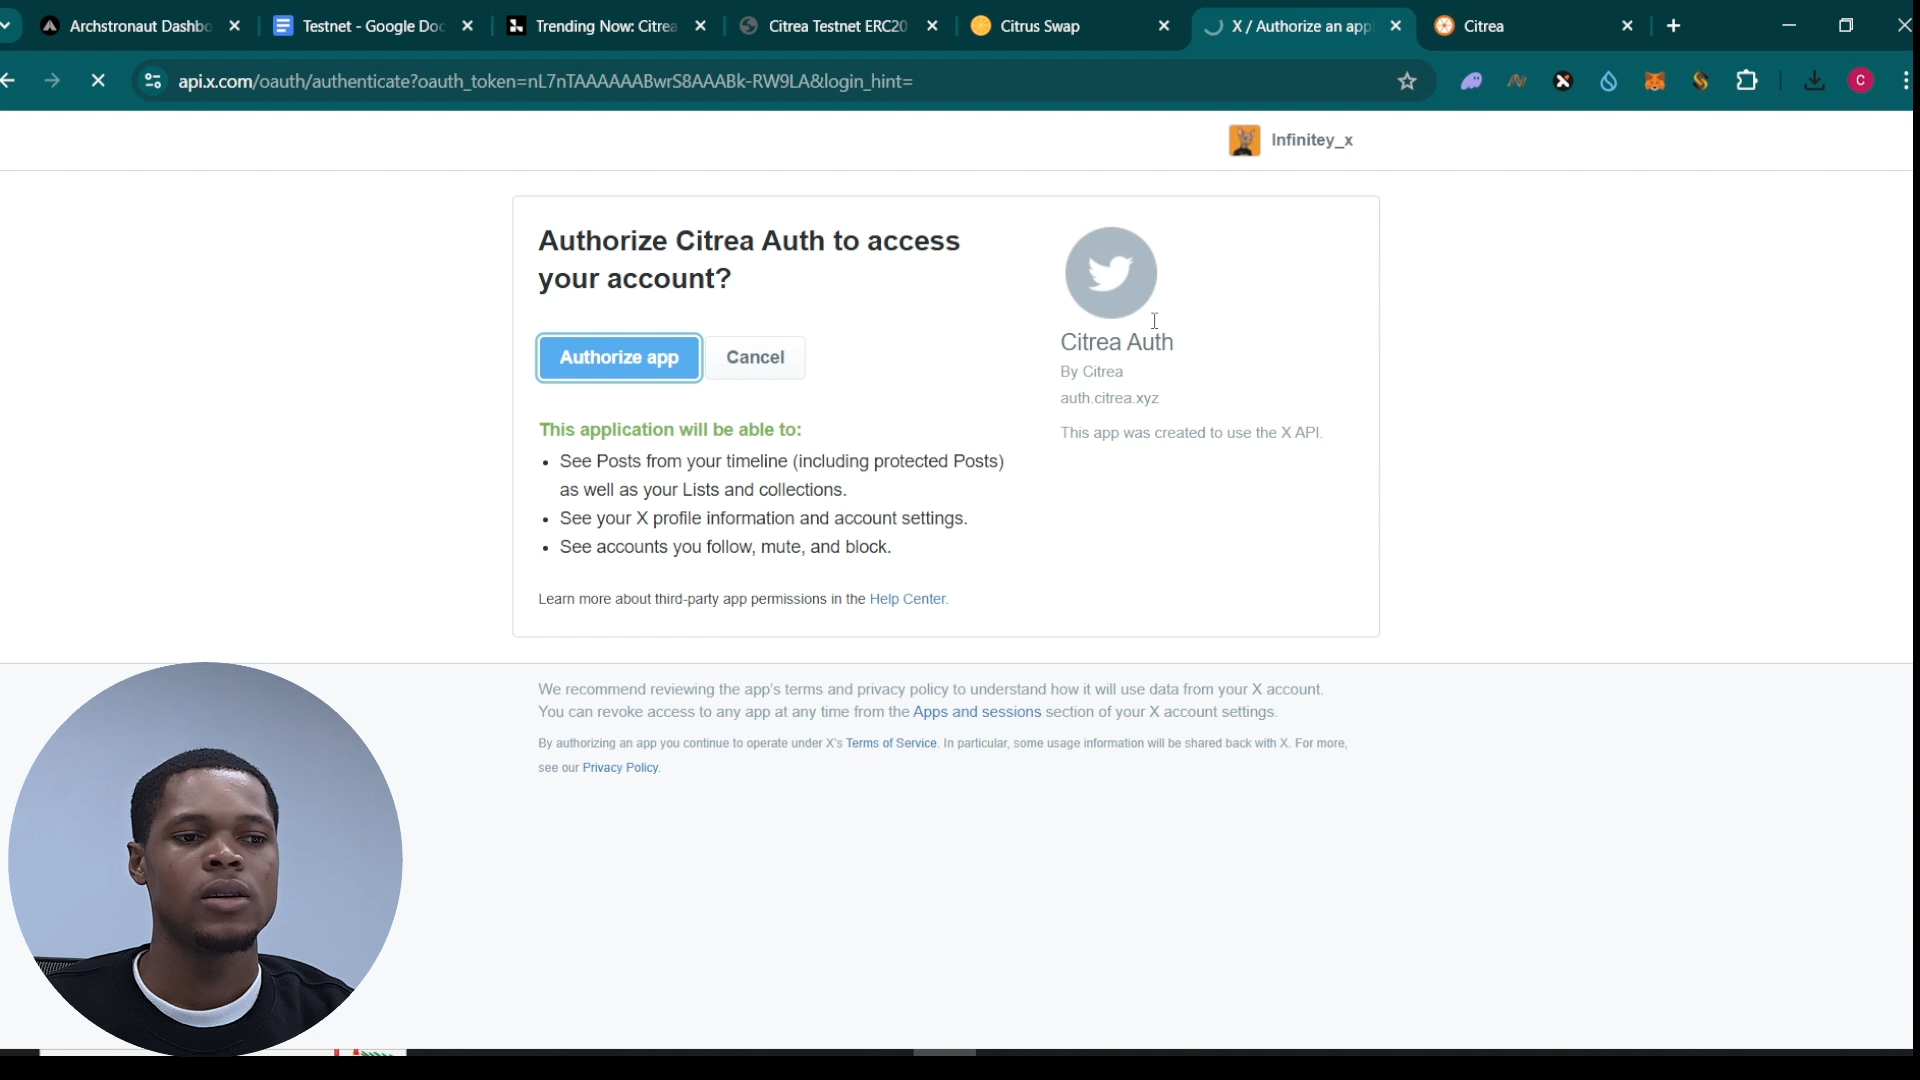 Archstronaut Dashbo
Testnet - Google Doc
Trending Now: Citrea
Citrea Testnet ERC20
Citrus Swap
X / Authorize an appl
Citrea
api.x.com/oauth/authenticate?oauth_token=nL7nTAAAAAABwrS8AAABk-RW9LA&login_hint=
C
Infinitey_x
Authorize Citrea Auth to access
your account?
Authorize app
Cancel
Citrea Auth
By Citrea
auth.citrea.xyz
This app was created to use the X API.
This application will be able to:
• See Posts from your timeline (including protected Posts)
as well as your Lists and collections.
• See your X profile information and account settings.
• See accounts you follow, mute, and block.
Learn more about third-party app permissions in the Help Center.
We recommend reviewing the app's terms and privacy policy to understand how it will use data from your X account.
You can revoke access to any app at any time from the Apps and sessions section of your X account settings.
By authorizing an app you continue to operate under X's Terms of Service. In particular, some usage information will be shared back with X. For more,
see our Privacy Policy.